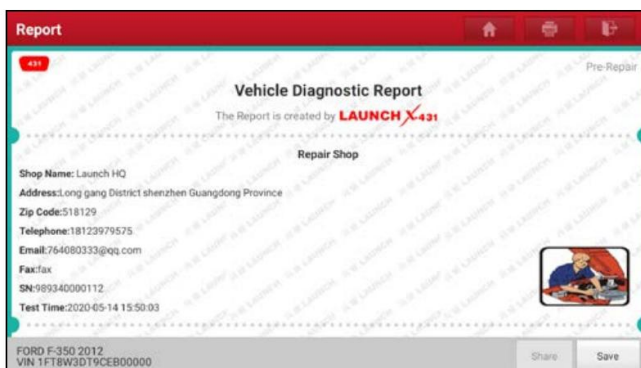 Report
431
Pre-Repair
Vehicle Diagnostic Report
The Report is created by LAUNCH X-431
Repair Shop
Shop Name: Launch HQ
Address:Long gang District shenzhen Guangdong Province
Zip Code:518129
Telephone:18123979575
Email:764080333@qq.com
Fax:fax
SN:989340000112
Test Time:2020-05-14 15:50:03
FORD F-350 2012
VIN 1FT8W3DT9CEB00000
Share
Save